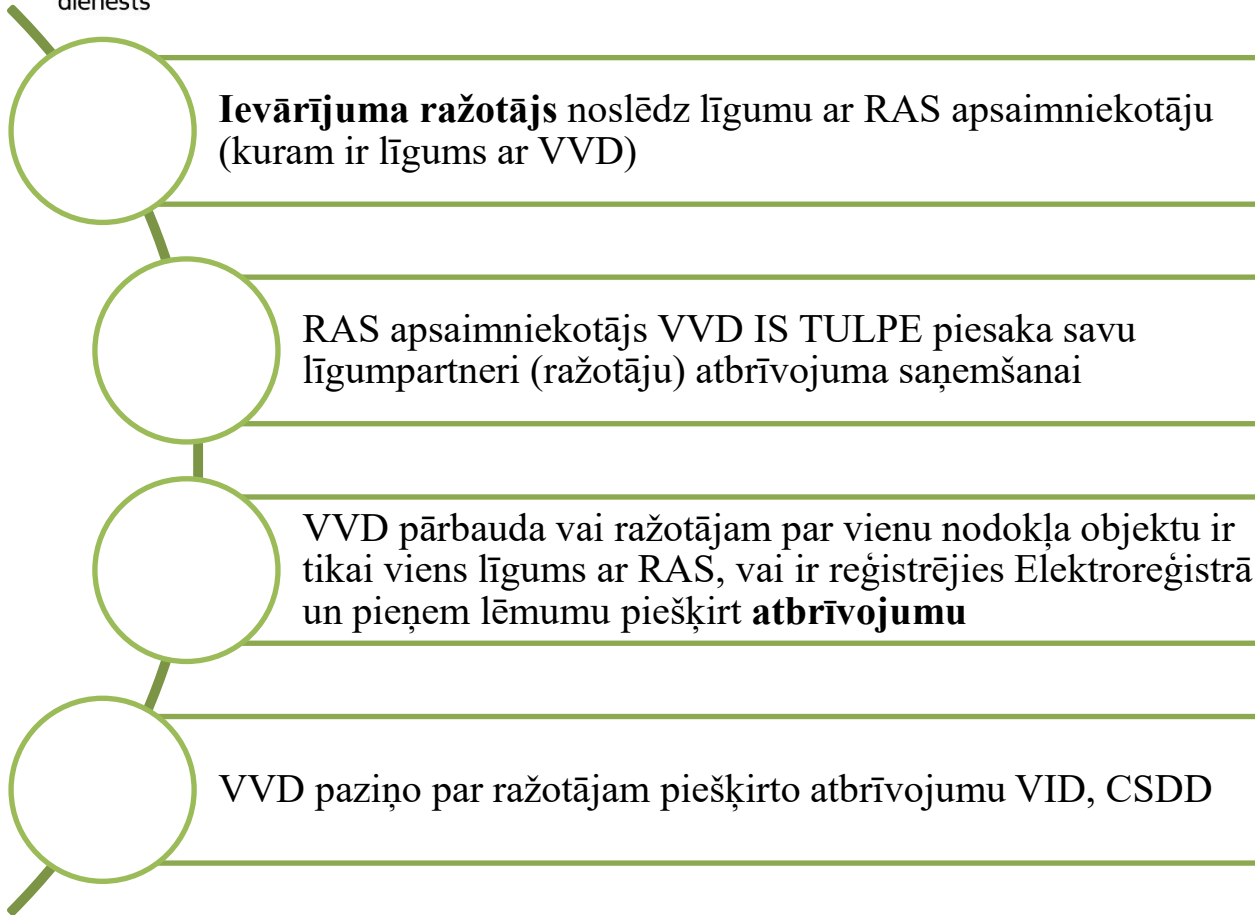 dienests
Ievārījuma ražotājs noslēdz līgumu ar RAS apsaimniekotāju
(kuram ir līgums ar VVD)
RAS apsaimniekotājs VVD IS TULPE piesaka savu
līgumpartneri (ražotāju) atbrīvojuma saņemšanai
VVD pārbauda vai ražotājam par vienu nodokļa objektu ir
tikai viens līgums ar RAS, vai ir reģistrējies Elektroreģistrā
un pieņem lēmumu piešķirt atbrīvojumu
VVD paziņo par ražotājam piešķirto atbrīvojumu VID, CSDD